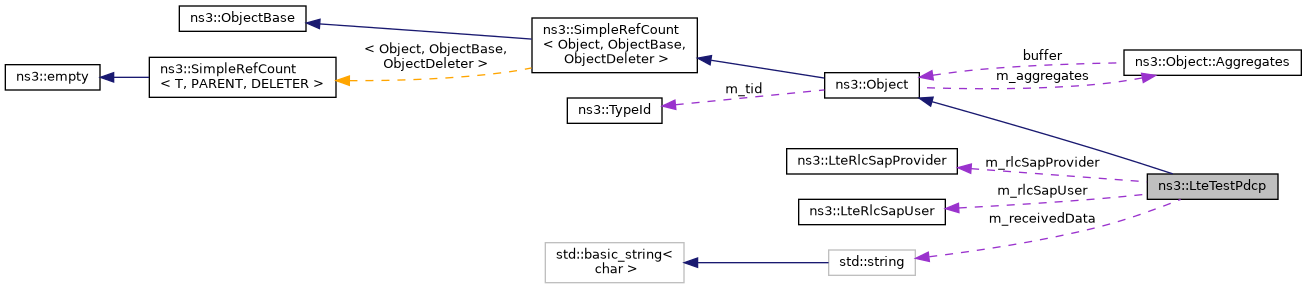 ns3::ObjectBase
ns3::SimpleRefCount
< Object, ObjectBase,
ObjectDeleter >
< Object, ObjectBase,
ObjectDeleter >
ns3::empty
ns3::SimpleRefCount
< T, PARENT, DELETER >
buffer
ns3::Object::Aggregates
m_aggregates
ns3::Object
m_tid
ns3::TypeId
ns3::LteRlcSapProvider
m_rlcSapProvider
ns3::LteTestPdcp
m_rlcSapUser
ns3::LteRlcSapUser
m_receivedData
std::basic_string<
char >
std::string